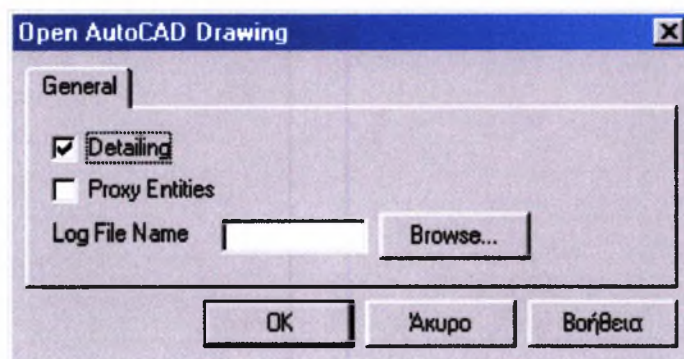 Open AutoCAD Drawing
General
Detailing
Proxy Entities
Log File Name Browse...
OK Άκυρο Βοήθεια